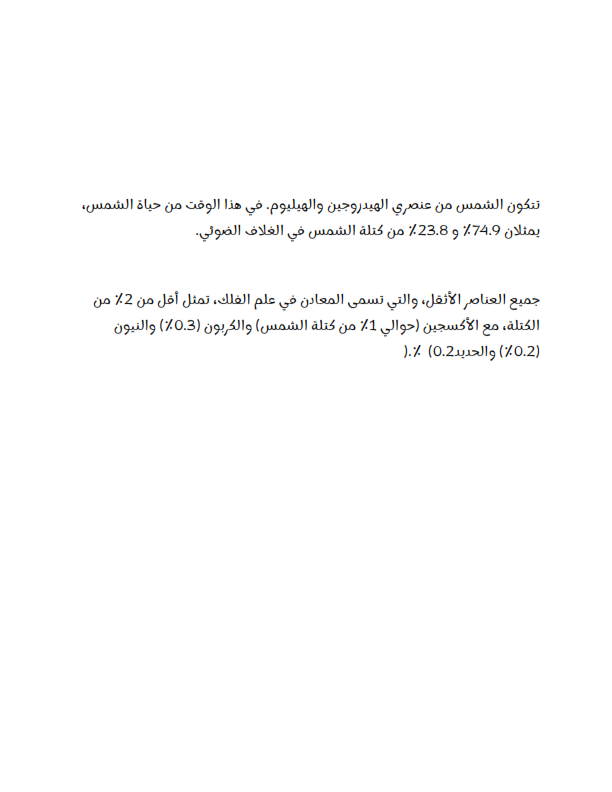 تتكون الشمس من عنصري الهيدروجين والهيليوم. في هذا الوقت من حياة الشمس،
يمثلان 74.9٪ و 23.8٪ من كتلة الشمس في الغلاف الضوئي.
جميع العناصر الأثقل، والتي تسمى المعادن في علم الفلك، تمثل أقل من 2٪ من
الكتلة، مع الأكسجين (حوالي 1٪ من كتلة الشمس) والكربون (0.3٪) والنيون
(0.2٪) والحديد0.2) ٪.(